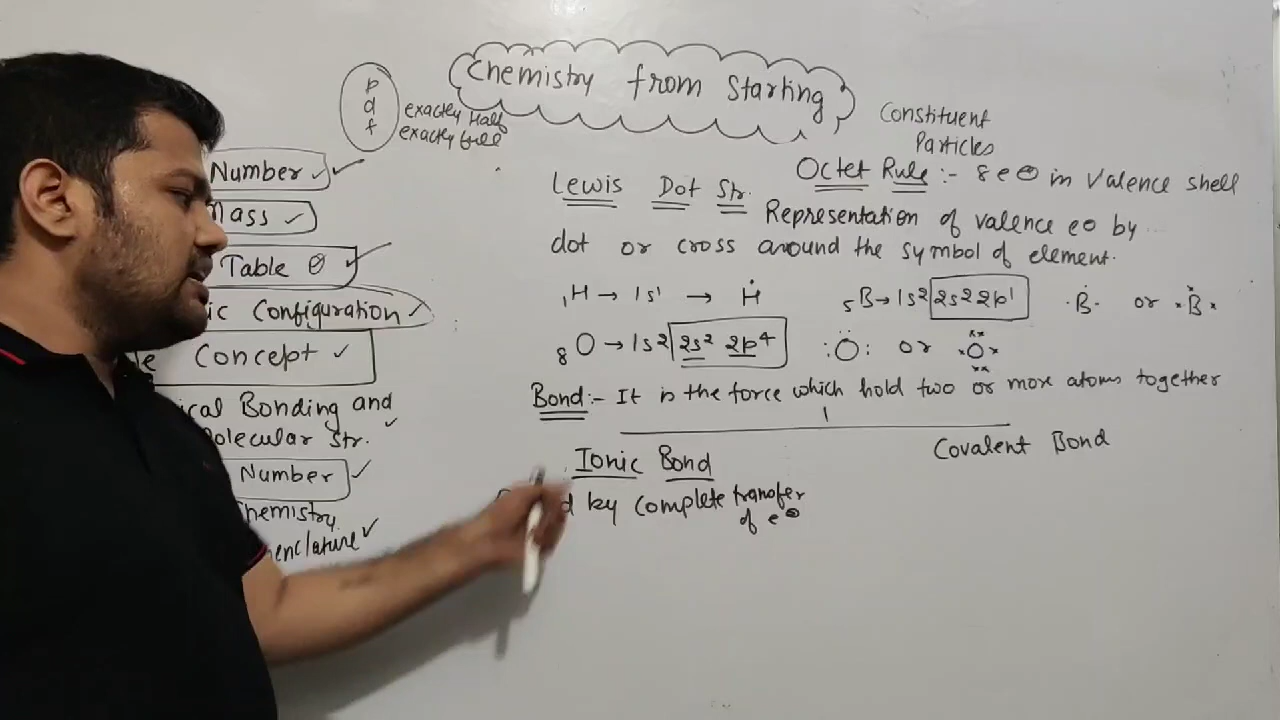 Chemistry from Starting
p
d
f
exactly Half
exactly full
Constituent
Particles
Number ✓
Mass ✓
Table ✓
ic Configuration ✓
Concept ✓
ical Bonding and
olecular Str. ✓
Number ✓
hemistry
enclature ✓
Octet Rule :- 8 e⊖ in Valence shell
Lewis Dot Str.
Representation of valence e⊖ by
dot or cross around the symbol of element.
₁H → 1s¹ → H
₅B → 1s² 2s² 2p¹ B or B
₈O → 1s² 2s² 2p⁴ O or O
Bond :- It is the force which hold two or more atoms together
Ionic Bond
Covalent Bond
by complete transfer
of e⊖